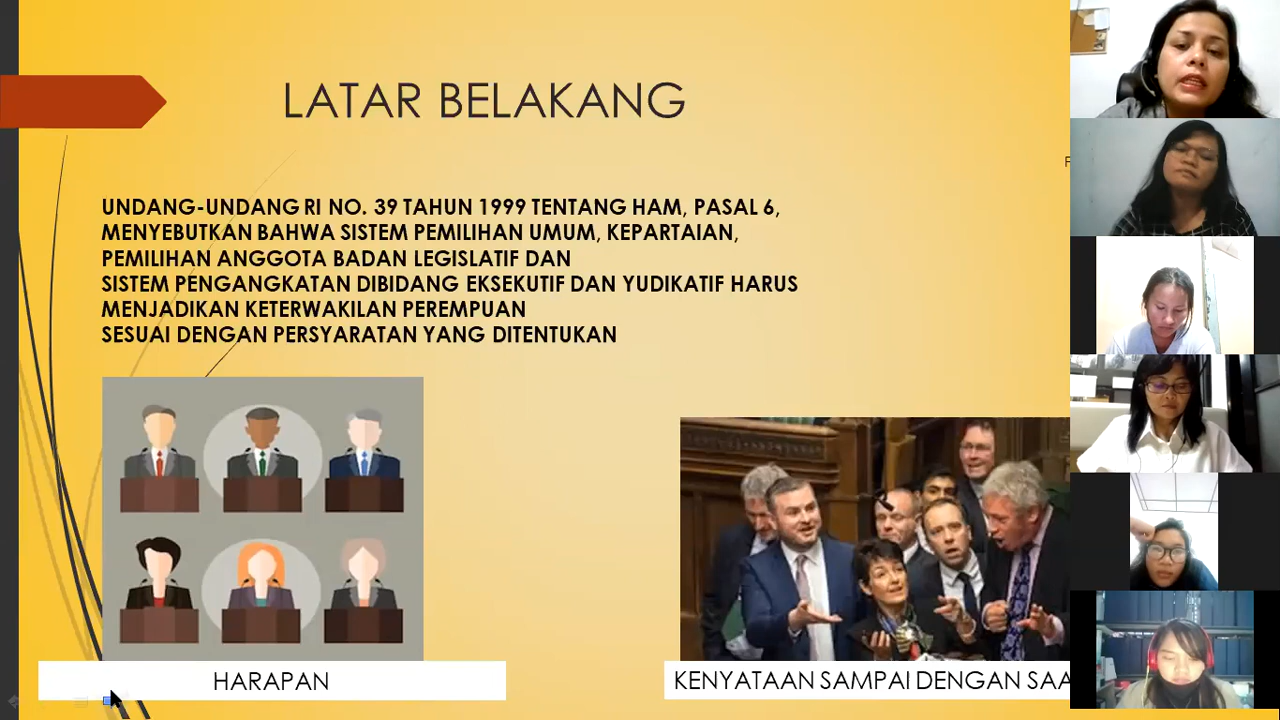 LATAR BELAKANG
UNDANG-UNDANG RI NO. 39 TAHUN 1999 TENTANG HAM, PASAL 6,
MENYEBUTKAN BAHWA SISTEM PEMILIHAN UMUM, KEPARTAIAN,
PEMILIHAN ANGGOTA BADAN LEGISLATIF DAN
SISTEM PENGANGKATAN DIBIDANG EKSEKUTIF DAN YUDIKATIF HARUS
MENJADIKAN KETERWAKILAN PEREMPUAN
SESUAI DENGAN PERSYARATAN YANG DITENTUKAN
HARAPAN
KENYATAAN SAMPAI DENGAN